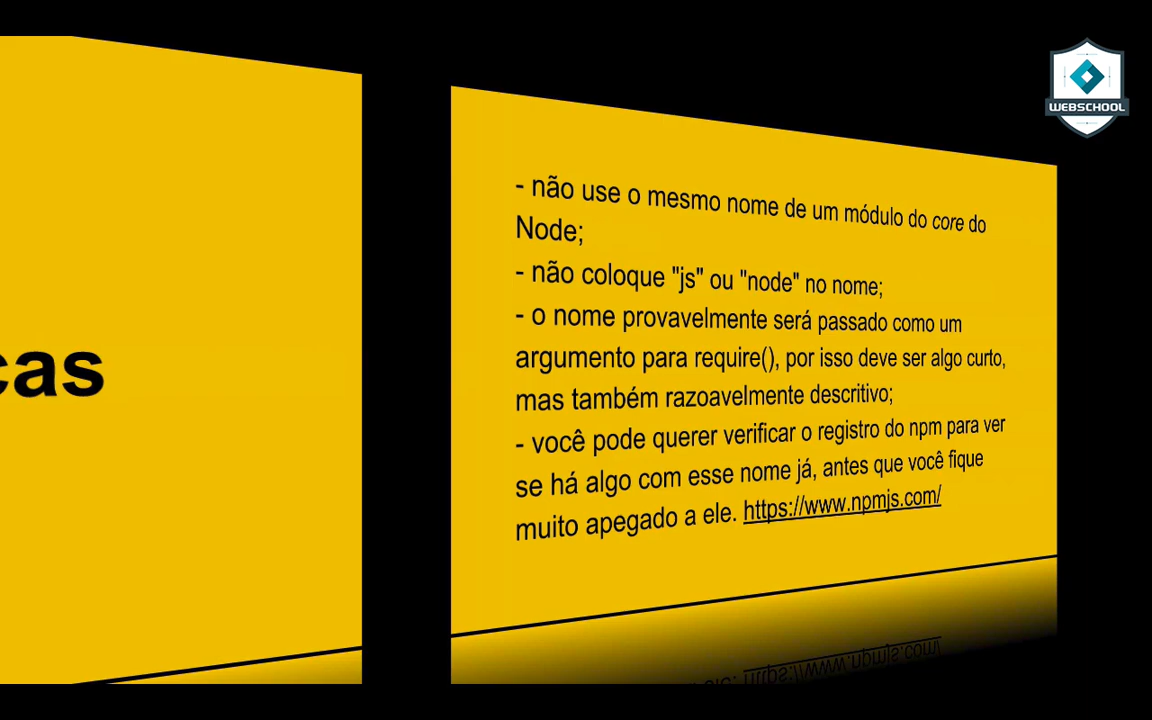 cas
- não use o mesmo nome de um módulo do core do
Node;
- não coloque "js" ou "node" no nome;
- o nome provavelmente será passado como um
argumento para require(), por isso deve ser algo curto,
mas também razoavelmente descritivo;
- você pode querer verificar o registro do npm para ver
se há algo com esse nome já, antes que você fique
muito apegado a ele. https://www.npmjs.com/
WEBSCHOOL